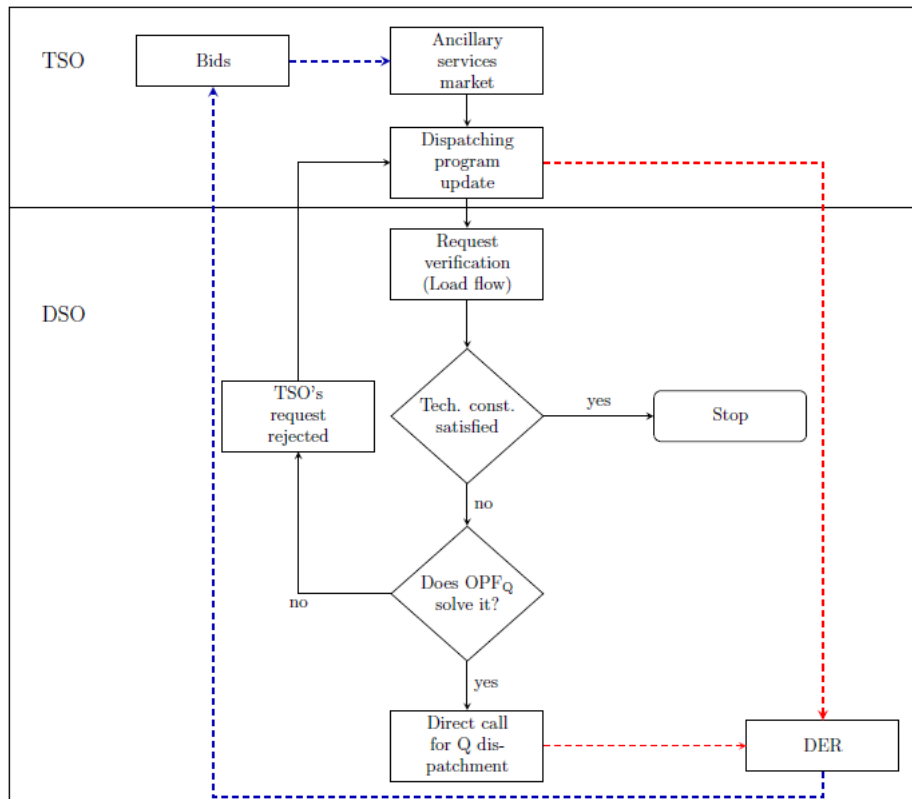 TSO
Bids
Ancillary
services
market
Dispatching
program
update
Request
verification
(Load flow)
DSO
TSO's
request
rejected
Tech. const.
satisfied
yes
Stop
no
Does OPFQ
solve it?
no
yes
Direct call
for Q dis-
patchment
DER